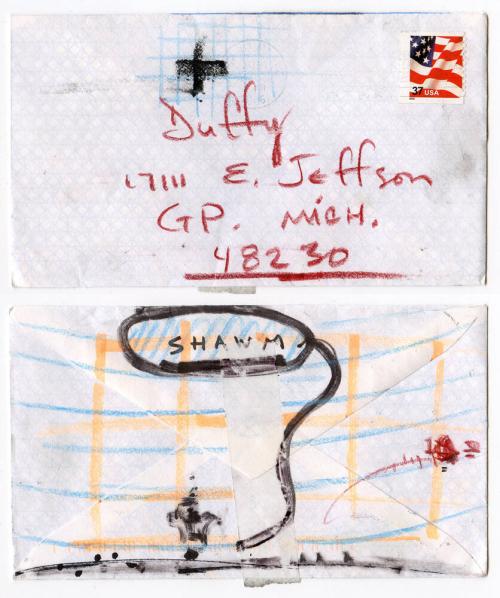 37 USA
Duffy
17111 E. Jeffson
GP. MICH.
48230
SHAWM